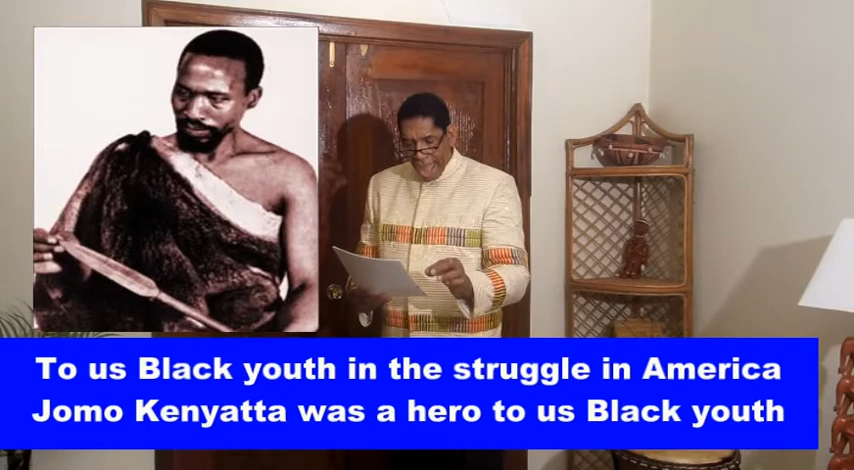 To us Black youth in the struggle in America
Jomo Kenyatta was a hero to us Black youth